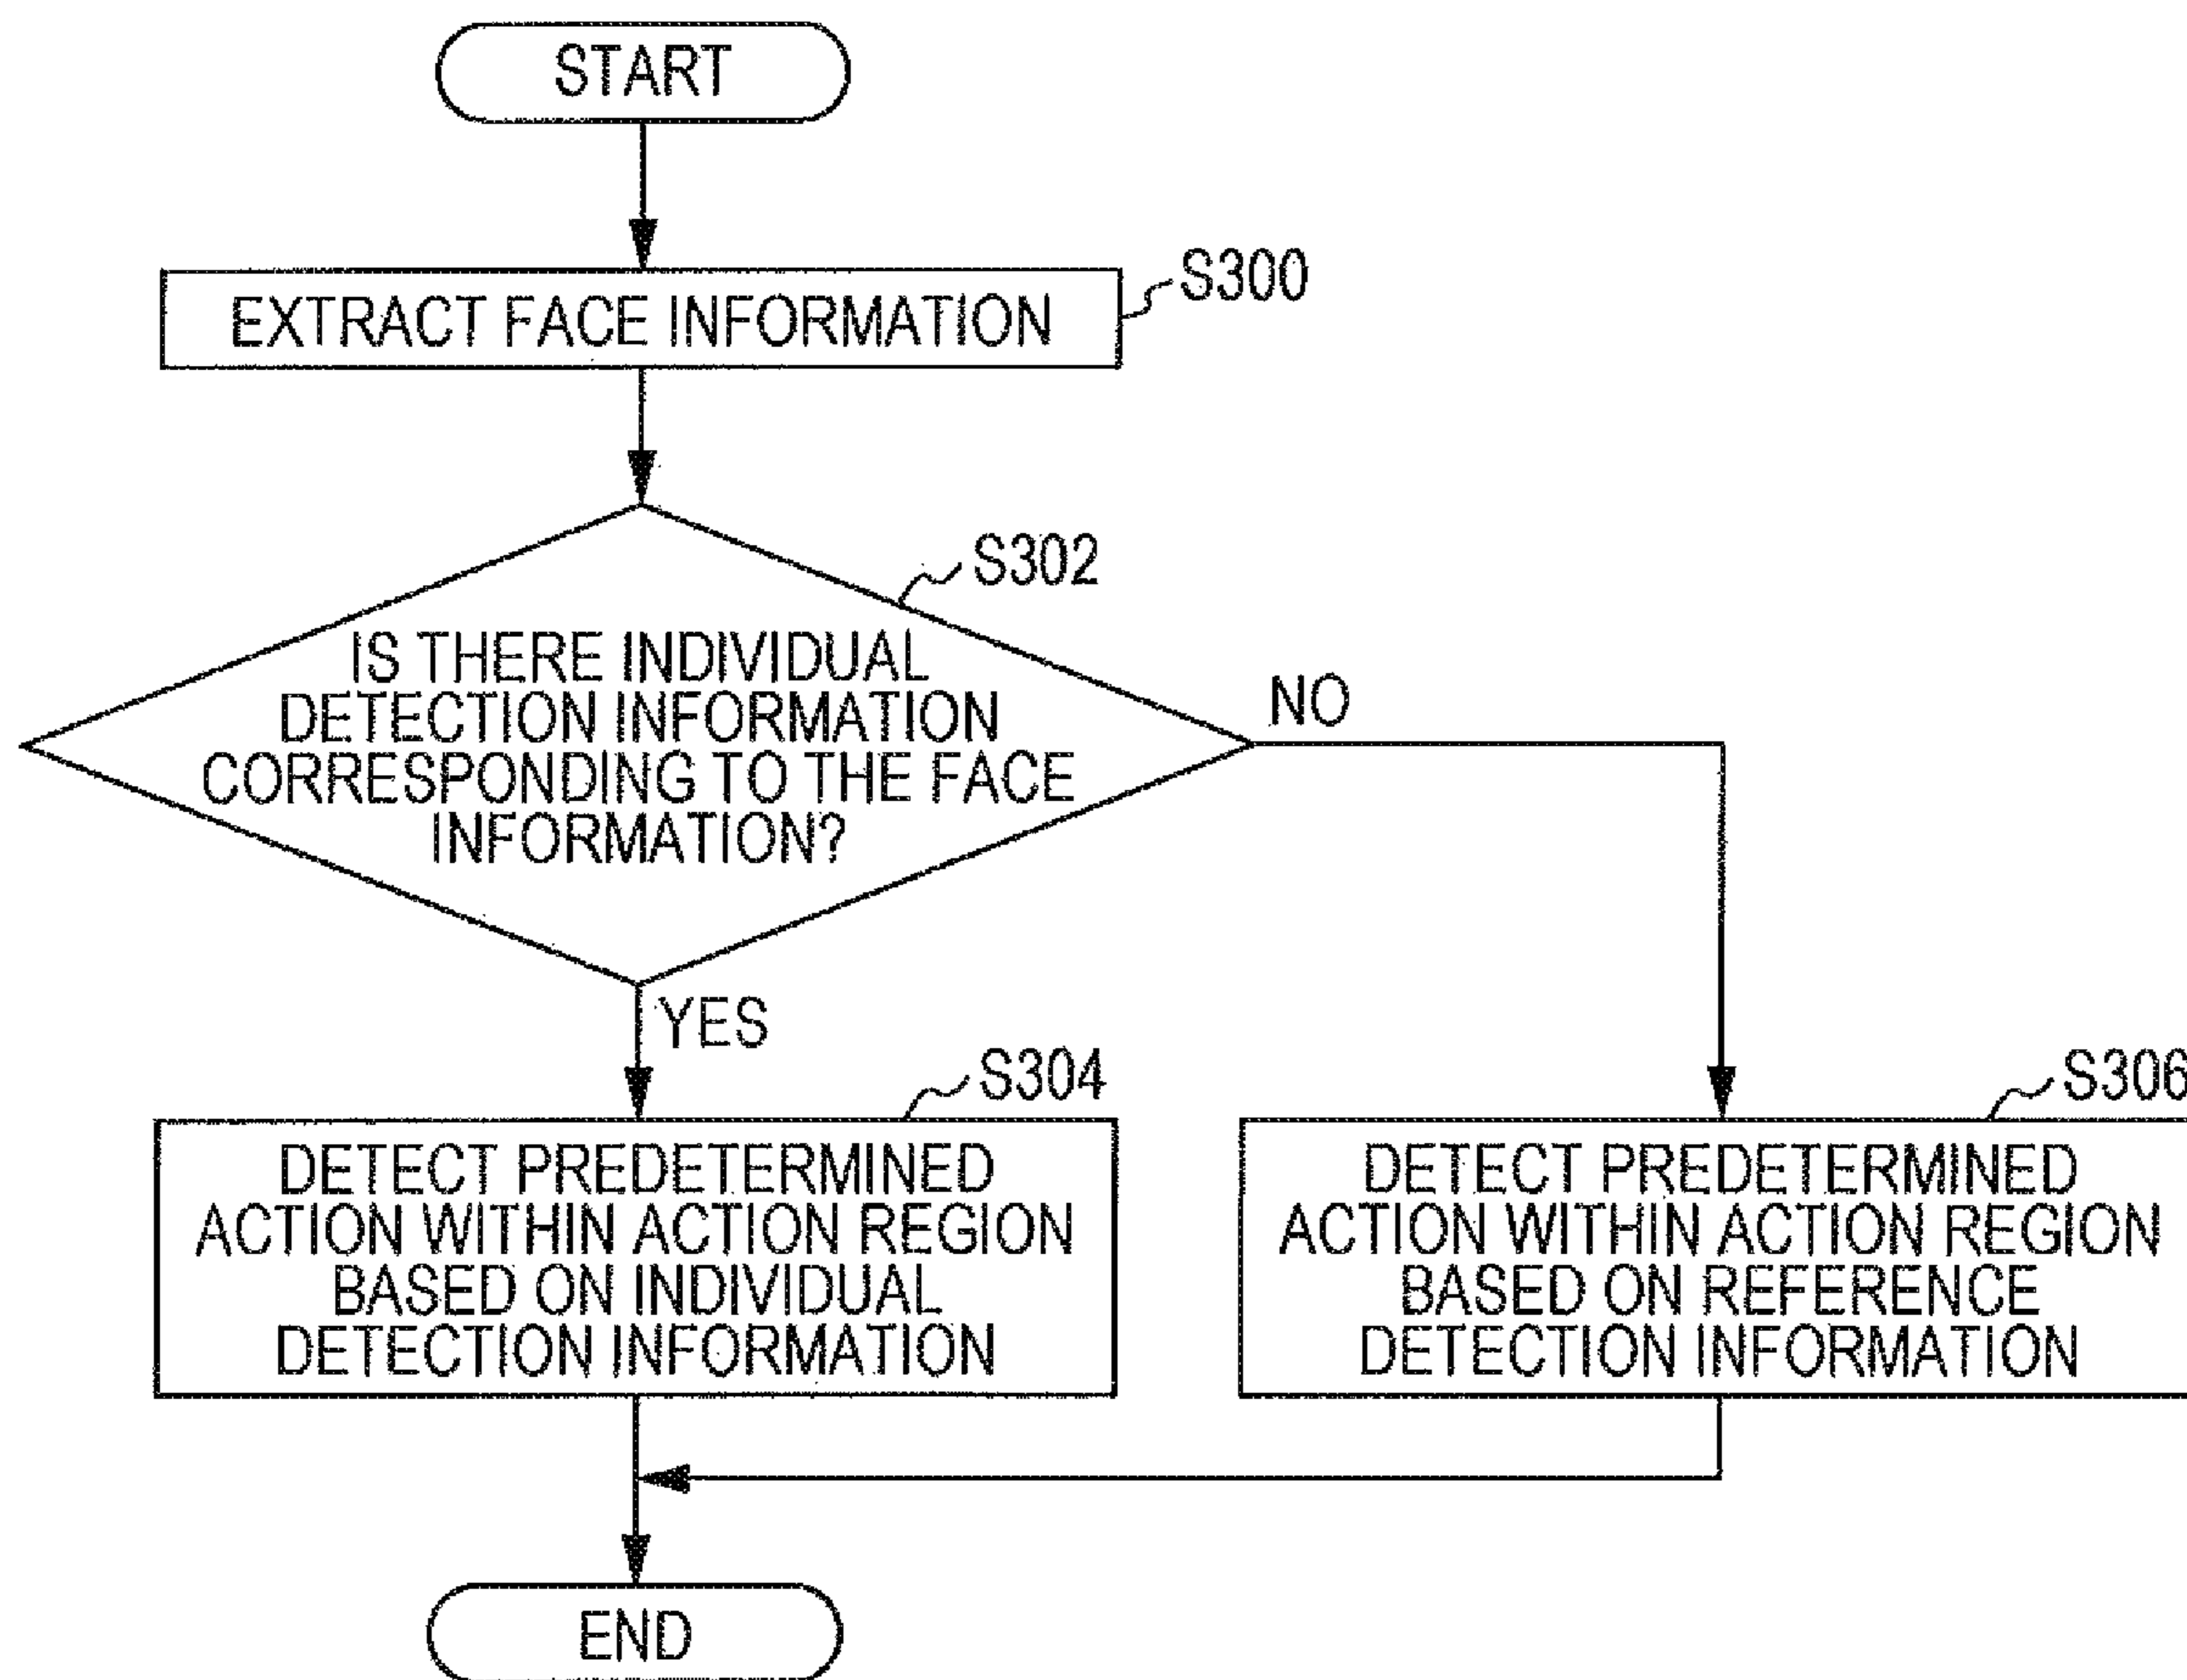 START
EXTRACT FACE INFORMATION
S300
S302
IS THERE INDIVIDUAL
DETECTION INFORMATION
CORRESPONDING TO THE FACE
INFORMATION?
NO
YES
S304
DETECT PREDETERMINED
ACTION WITHIN ACTION REGION
BASED ON INDIVIDUAL
DETECTION INFORMATION
S306
DETECT PREDETERMINED
ACTION WITHIN ACTION REGION
BASED ON REFERENCE
DETECTION INFORMATION
END